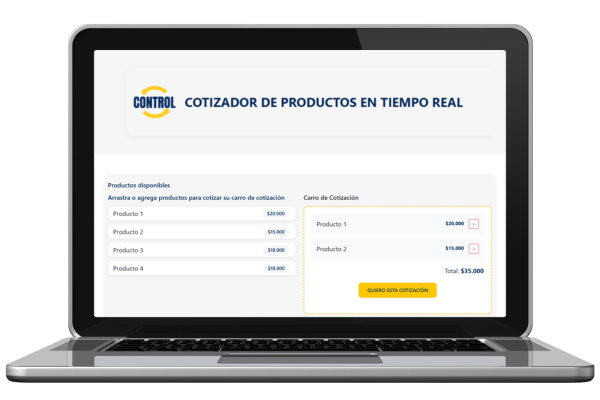 CONTROL COTIZADOR DE PRODUCTOS EN TIEMPO REAL
Productos disponibles
Arrastra o agrega productos para cotizar su carro de cotización
Producto 1 $20.000
Producto 2 $15.000
Producto 3 $18.000
Producto 4 $18.000
Carro de Cotización
Producto 1 $20.000 x
Producto 2 $15.000 x
Total: $35.000
QUIERO ESTA COTIZACIÓN